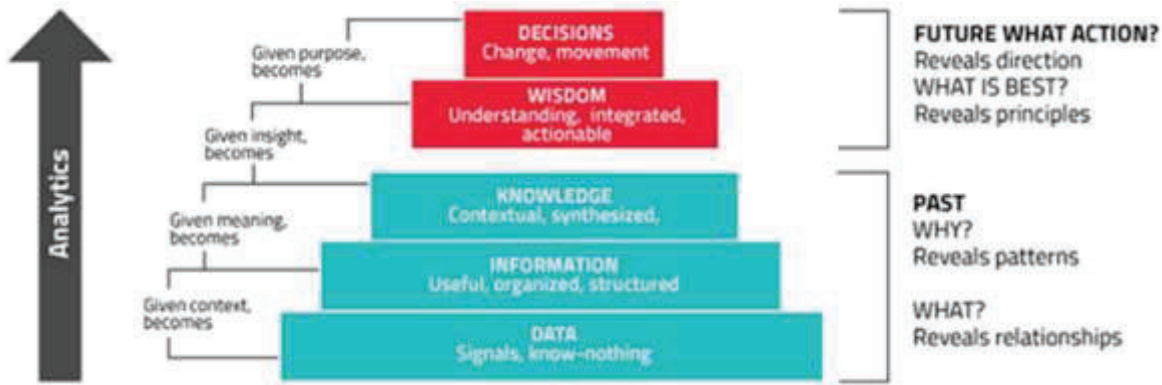 Analytics
Given purpose,
becomes
Given insight,
becomes
Given meaning,
becomes
Given context,
becomes
DECISIONS
Change, movement
WISDOM
Understanding, integrated,
actionable
KNOWLEDGE
Contextual, synthesized,
INFORMATION
Useful, organized, structured
DATA
Signals, know-nothing
FUTURE WHAT ACTION?
Reveals direction
WHAT IS BEST?
Reveals principles
PAST
WHY?
Reveals patterns
WHAT?
Reveals relationships